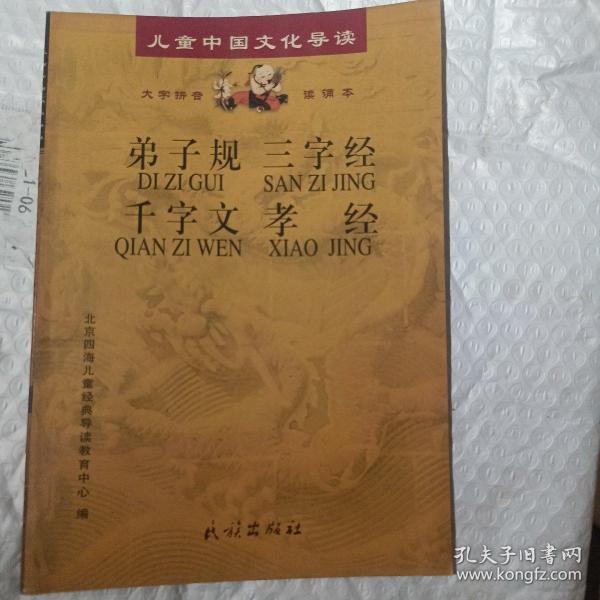 儿童中国文化导读
大字拼音 读诵本
弟子规 三字经
DI ZI GUI SAN ZI JING
千字文 孝经
QIAN ZI WEN XIAO JING
北京四海儿童经典导读教育中心 编
民族出版社
1-06
孔夫子旧书网
www.kongfz.com